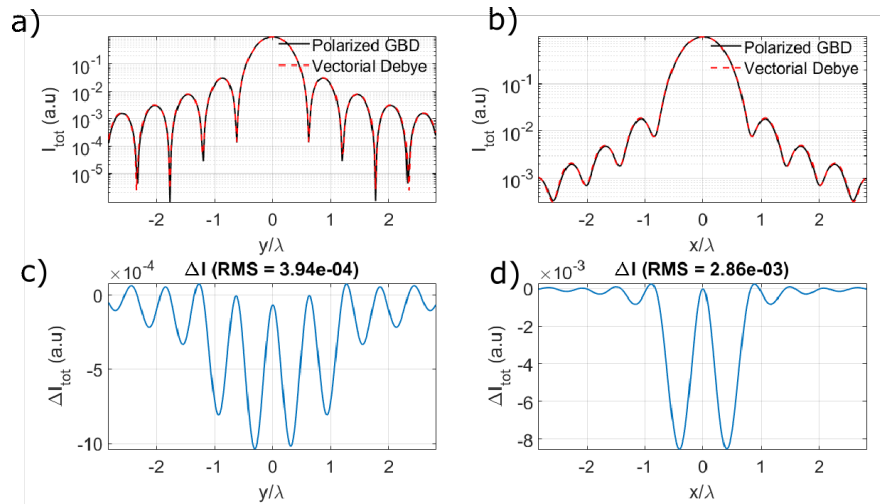 a)
Polarized GBD
Vectorial Debye
10^-1
10^-2
10^-3
10^-4
10^-5
I_tot (a.u)
-2 -1 0 1 2
y/λ
b)
Polarized GBD
Vectorial Debye
10^-1
10^-2
10^-3
I_tot (a.u)
-2 -1 0 1 2
x/λ
c)
×10^-4
ΔI (RMS = 3.94e-04)
0
-5
-10
ΔI_tot (a.u)
-2 -1 0 1 2
y/λ
d)
×10^-3
ΔI (RMS = 2.86e-03)
0
-2
-4
-6
-8
ΔI_tot (a.u)
-2 -1 0 1 2
x/λ